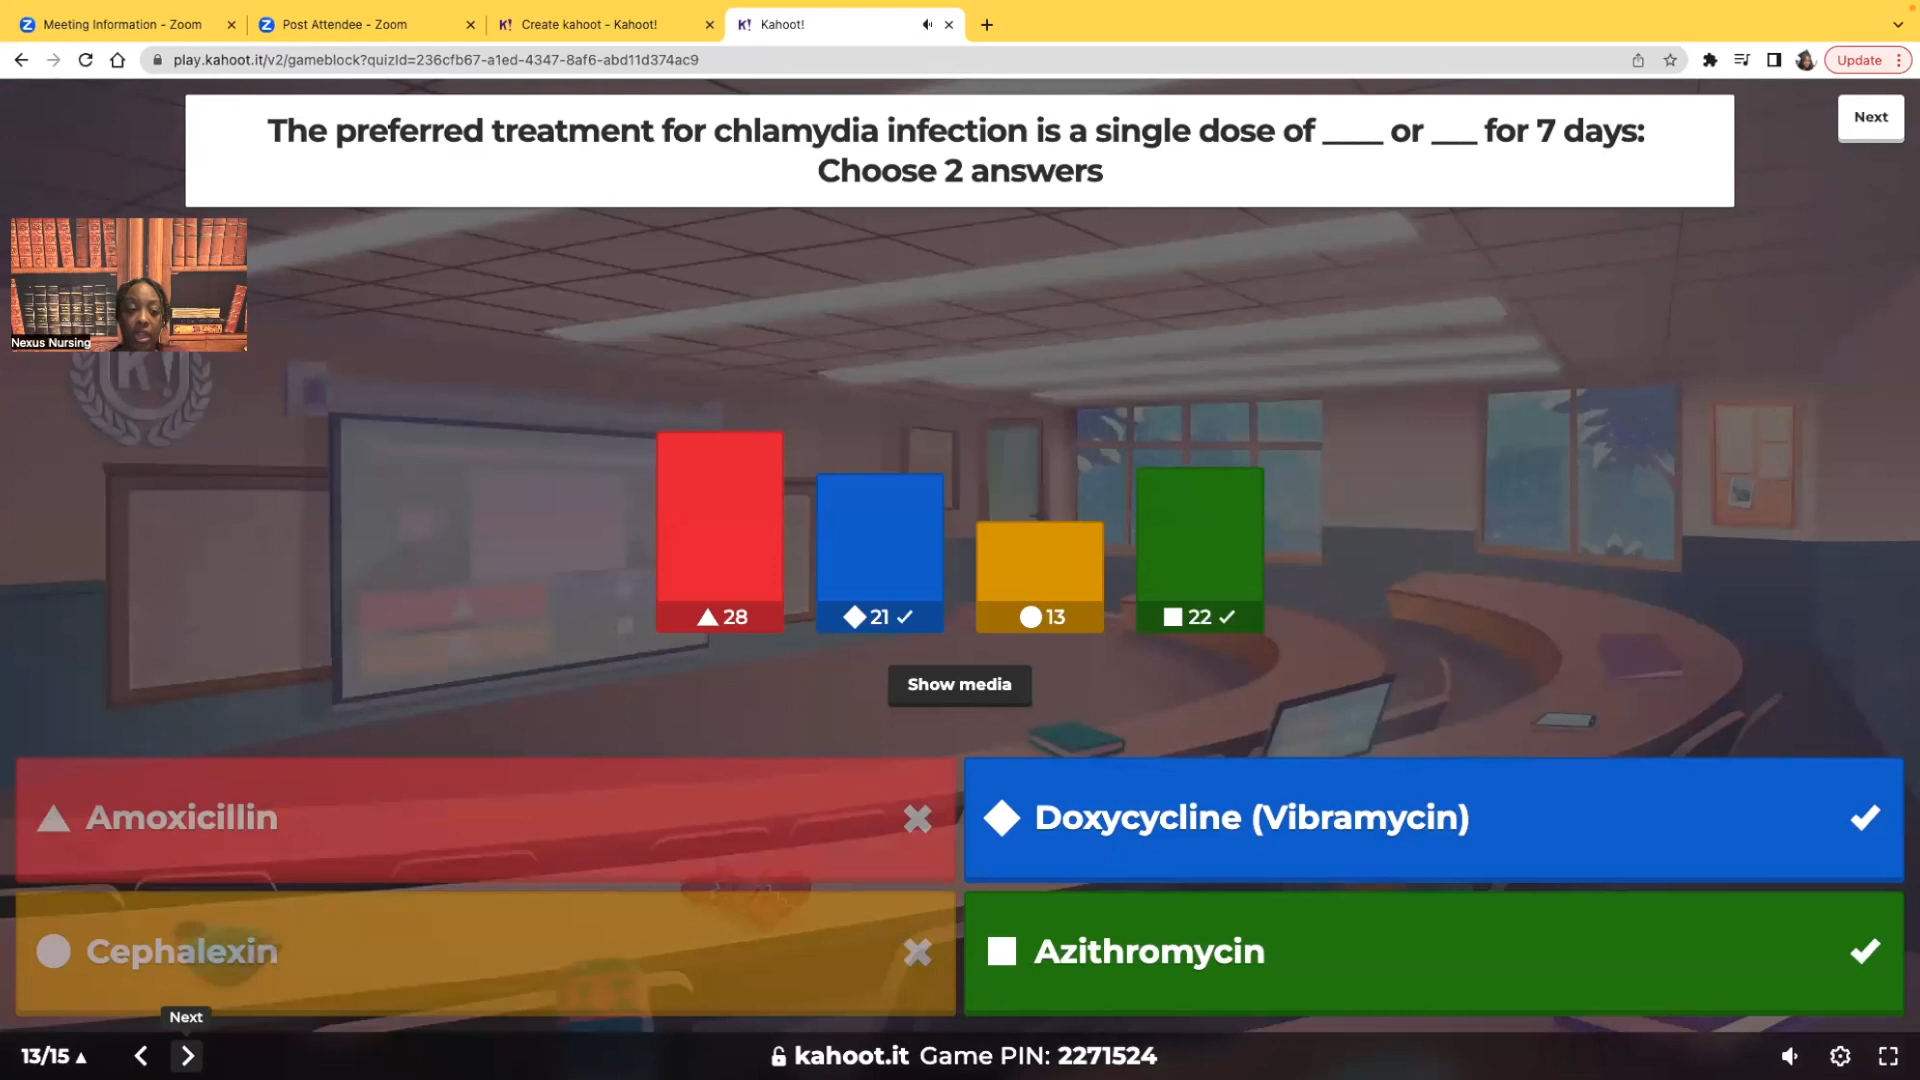 Meeting Information - Zoom
Post Attendee - Zoom
K! Create kahoot - Kahoot!
K! Kahoot!
play.kahoot.it/v2/gameblock?quizId=236cfb67-a1ed-4347-8af6-abd11d374ac9
Update
The preferred treatment for chlamydia infection is a single dose of ____ or ___ for 7 days:
Choose 2 answers
Next
Nexus Nursing
K!
28
21
13
22
Show media
Amoxicillin
Doxycycline (Vibramycin)
Cephalexin
Azithromycin
Next
13/15
kahoot.it Game PIN: 2271524